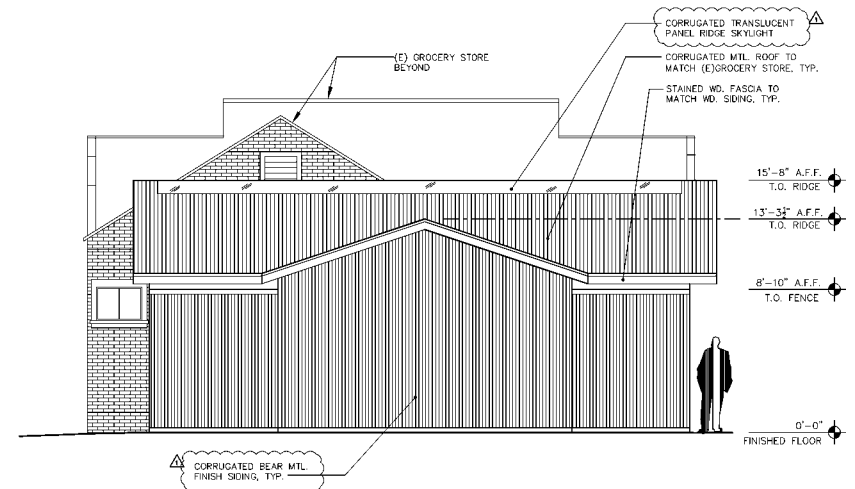 CORRUGATED TRANSLUCENT
PANEL RIDGE SKYLIGHT
1
(E) GROCERY STORE
BEYOND
CORRUGATED MTL. ROOF TO
MATCH (E)GROCERY STORE, TYP.
STAINED WD. FASCIA TO
MATCH WD. SIDING, TYP.
15'-8" A.F.F.
T.O. RIDGE
13'-3½" A.F.F.
T.O. RIDGE
8'-10" A.F.F.
T.O. FENCE
0'-0"
FINISHED FLOOR
1
CORRUGATED BEAR MTL.
FINISH SIDING, TYP.